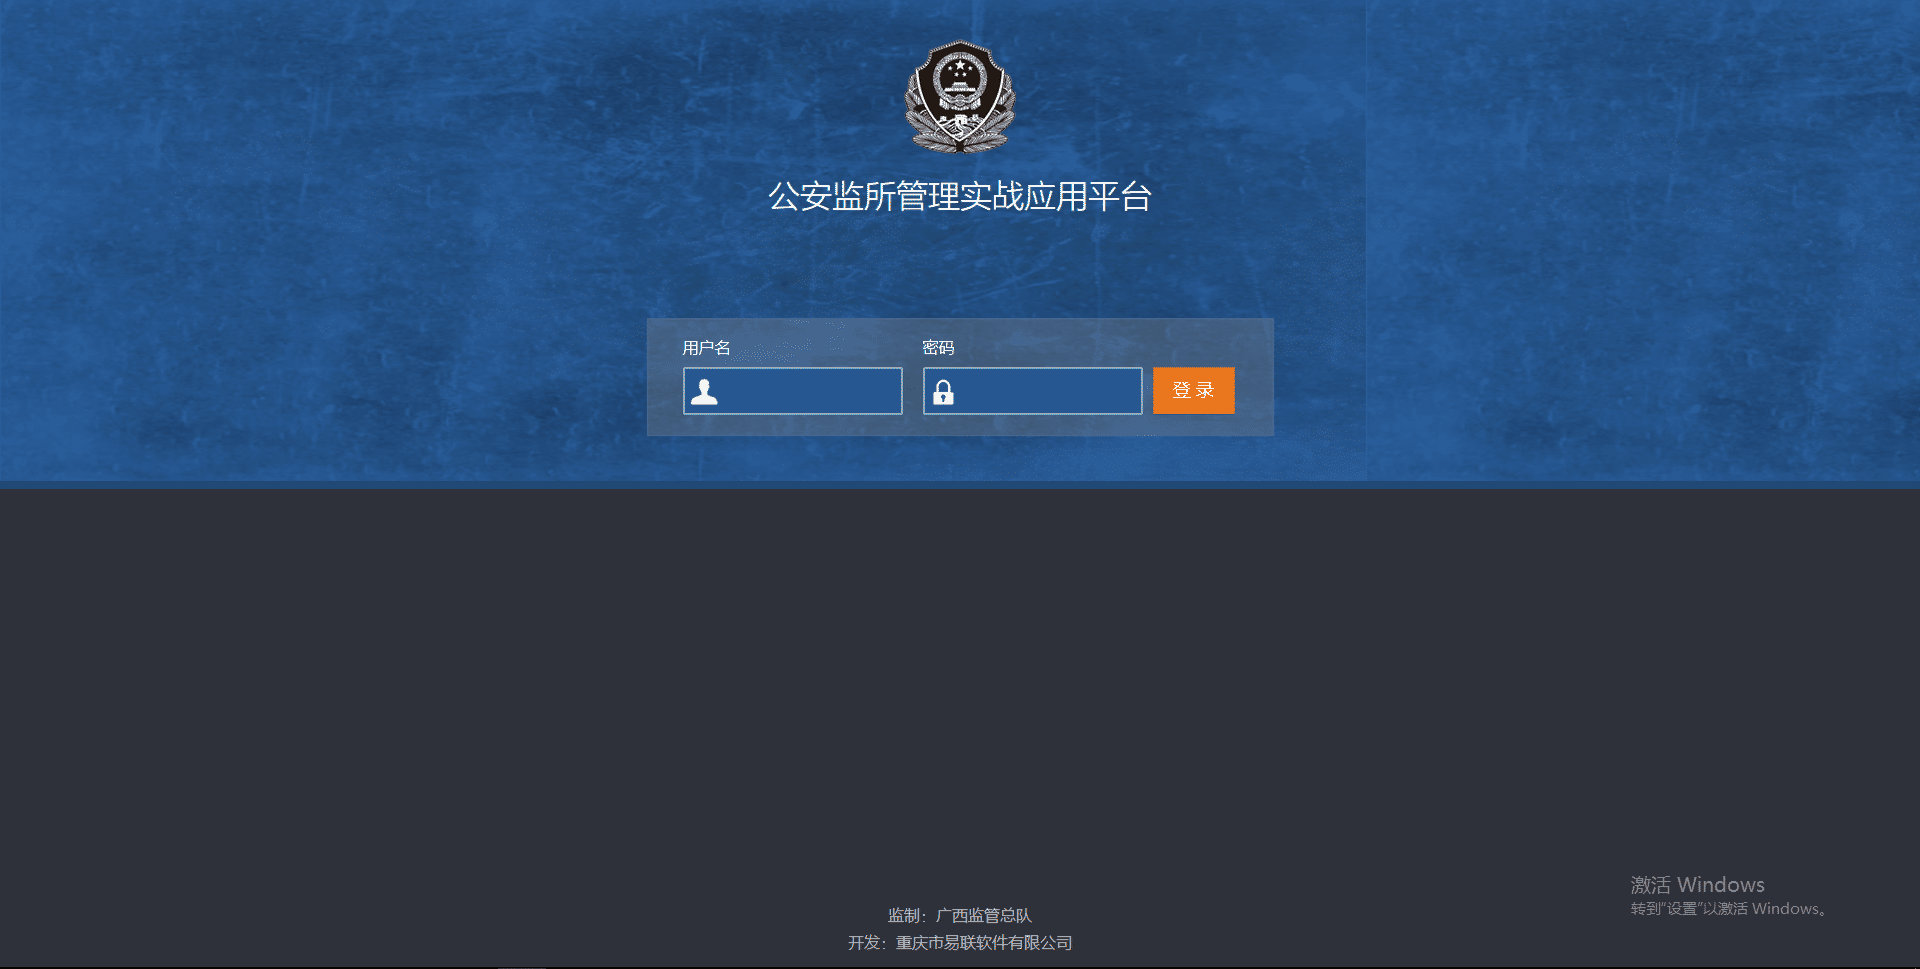 公安监所管理实战应用平台
用户名
密码
登 录
激活 Windows
转到"设置"以激活 Windows。
监制：广西监管总队
开发：重庆市易联软件有限公司